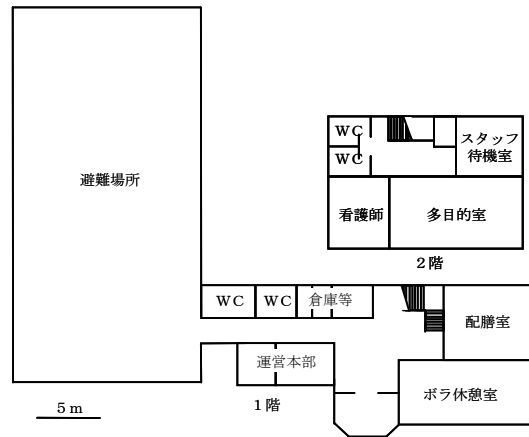 ＷＣ
ＷＣ
スタッフ
待機室
避難場所
看護師
多目的室
２階
ＷＣ
ＷＣ
倉庫等
配膳室
運営本部
ボラ休憩室
５ｍ
１階